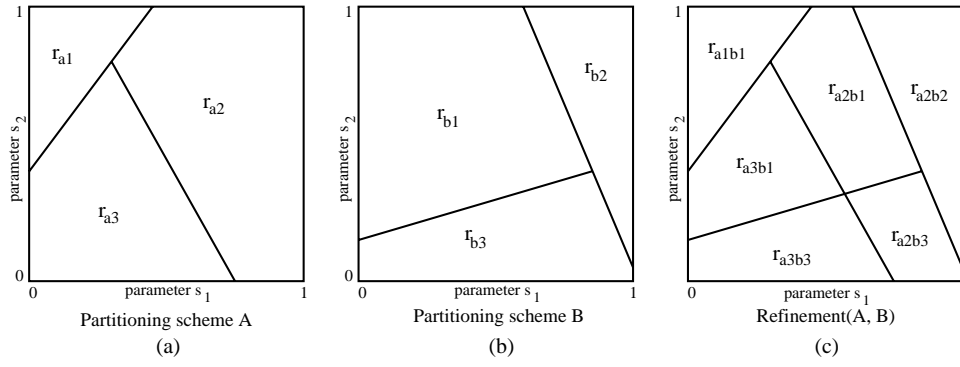 1
r_a1
r_a2
r_a3
parameter s_2
0
0
parameter s_1
1
Partitioning scheme A
(a)
1
r_b1
r_b2
r_b3
parameter s_2
0
0
parameter s_1
1
Partitioning scheme B
(b)
1
r_a1b1
r_a2b1
r_a2b2
r_a3b1
r_a2b3
r_a3b3
parameter s_2
0
0
parameter s_1
1
Refinement(A, B)
(c)